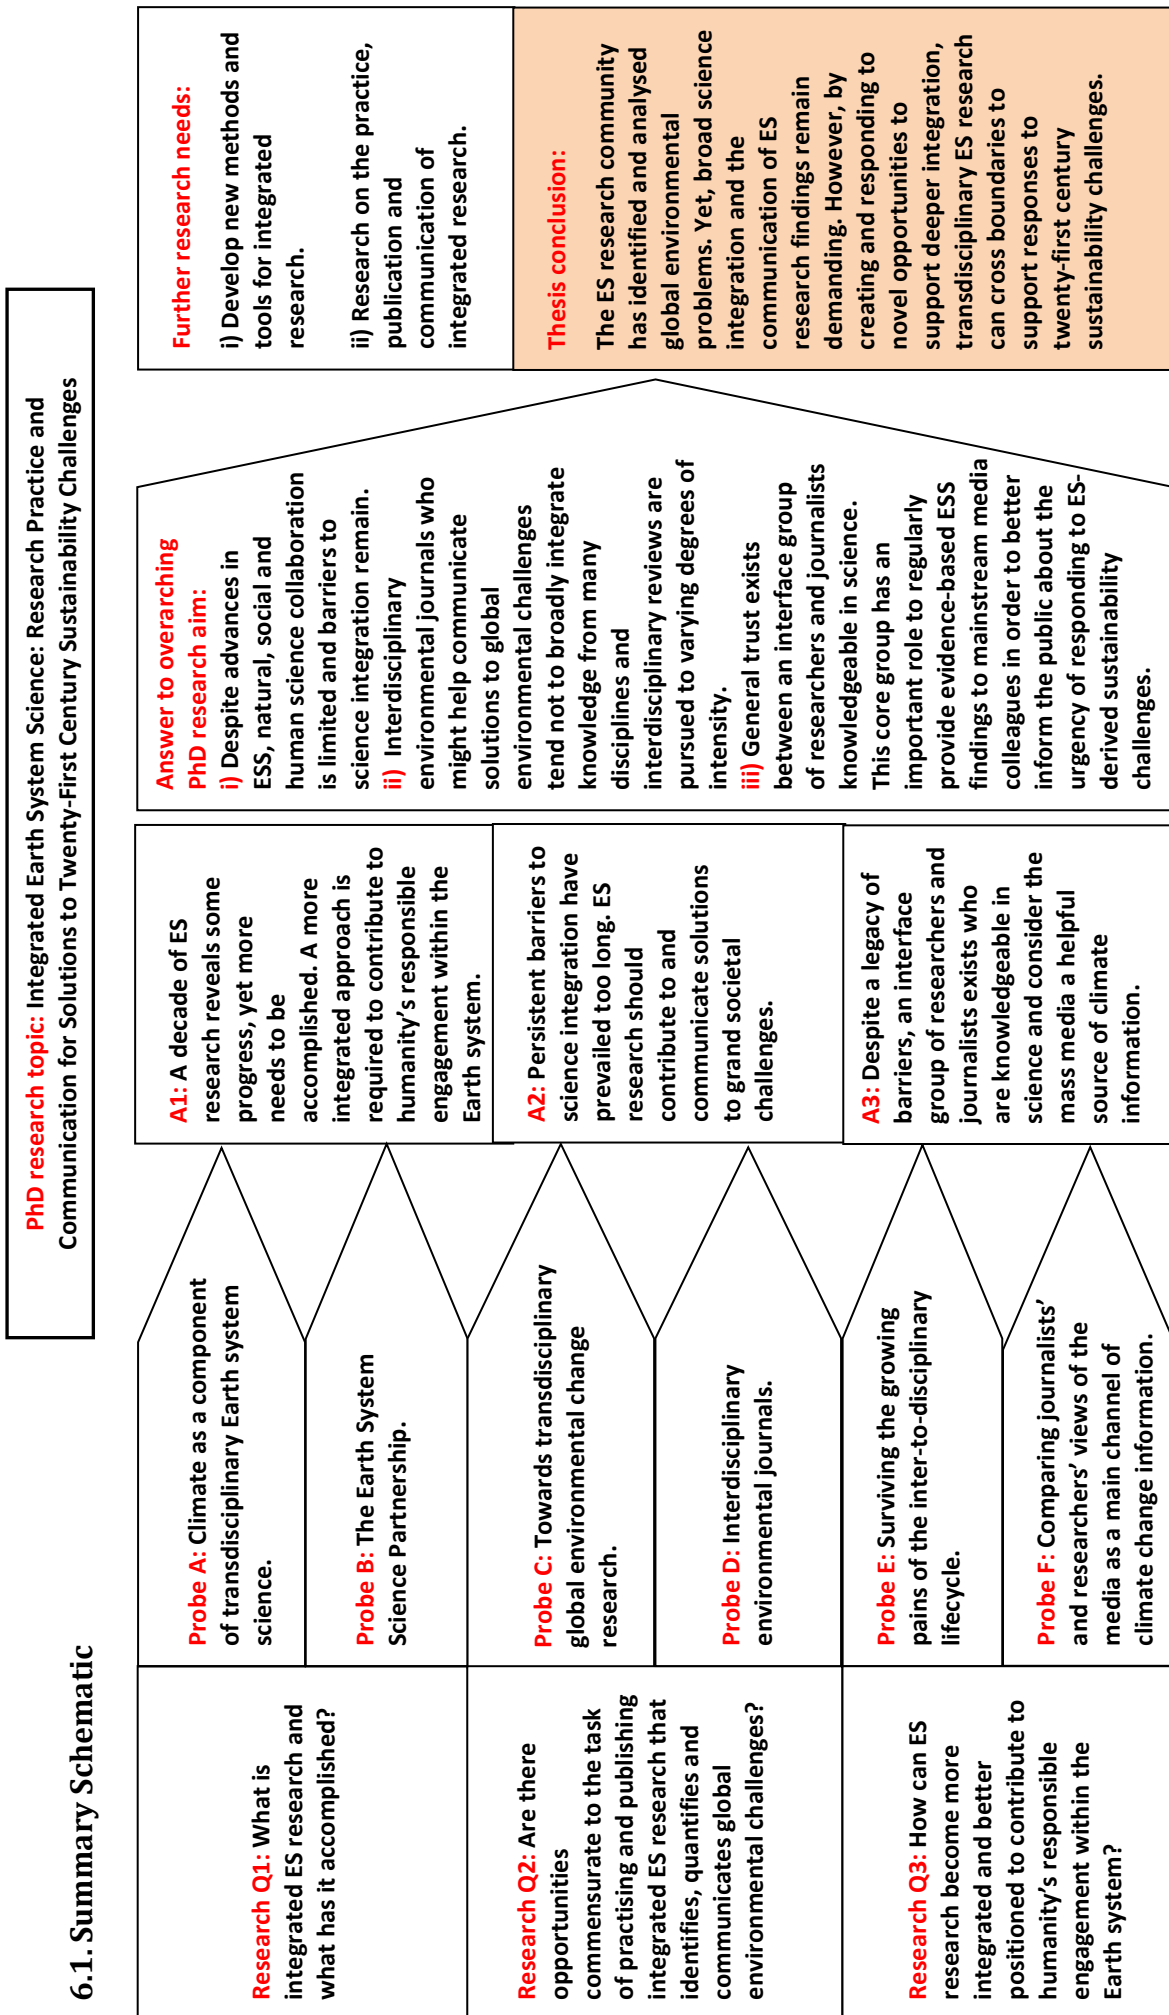 6.1. Summary Schematic
PhD research topic: Integrated Earth System Science: Research Practice and
Communication for Solutions to Twenty-First Century Sustainability Challenges
Research Q1: What is
integrated ES research and
what has it accomplished?
Research Q2: Are there
opportunities
commensurate to the task
of practising and publishing
integrated ES research that
identifies, quantifies and
communicates global
environmental challenges?
Research Q3: How can ES
research become more
integrated and better
positioned to contribute to
humanity's responsible
engagement within the
Earth system?
Probe A: Climate as a component
of transdisciplinary Earth system
science.
Probe B: The Earth System
Science Partnership.
Probe C: Towards transdisciplinary
global environmental change
research.
Probe D: Interdisciplinary
environmental journals.
Probe E: Surviving the growing
pains of the inter-to-disciplinary
lifecycle.
Probe F: Comparing journalists'
and researchers' views of the
media as a main channel of
climate change information.
A1: A decade of ES
research reveals some
progress, yet more
needs to be
accomplished. A more
integrated approach is
required to contribute to
humanity's responsible
engagement within the
Earth system.
A2: Persistent barriers to
science integration have
prevailed too long. ES
research should
contribute to and
communicate solutions
to grand societal
challenges.
A3: Despite a legacy of
barriers, an interface
group of researchers and
journalists exists who
are knowledgeable in
science and consider the
mass media a helpful
source of climate
information.
Answer to overarching
PhD research aim:
i) Despite advances in
ESS, natural, social and
human science collaboration
is limited and barriers to
science integration remain.
ii) Interdisciplinary
environmental journals who
might help communicate
solutions to global
environmental challenges
tend not to broadly integrate
knowledge from many
disciplines and
interdisciplinary reviews are
pursued to varying degrees of
intensity.
iii) General trust exists
between an interface group
of researchers and journalists
knowledgeable in science.
This core group has an
important role to regularly
provide evidence-based ESS
findings to mainstream media
colleagues in order to better
inform the public about the
urgency of responding to ES-
derived sustainability
challenges.
Further research needs:
i) Develop new methods and
tools for integrated
research.
ii) Research on the practice,
publication and
communication of
integrated research.
Thesis conclusion:
The ES research community
has identified and analysed
global environmental
problems. Yet, broad science
integration and the
communication of ES
research findings remain
demanding. However, by
creating and responding to
novel opportunities to
support deeper integration,
transdisciplinary ES research
can cross boundaries to
support responses to
twenty-first century
sustainability challenges.